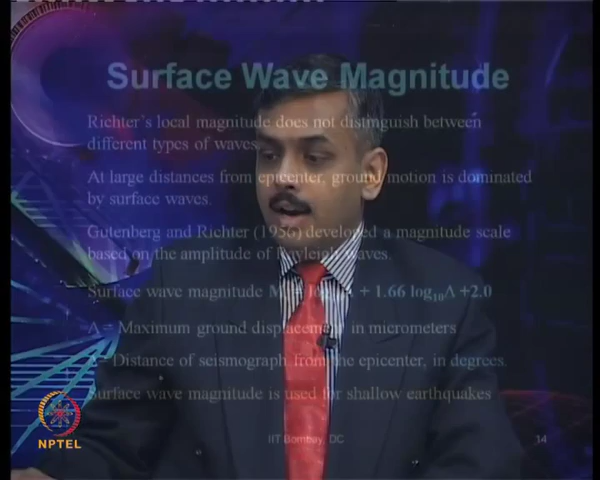 Surface Wave Magnitude
Richter's local magnitude does not distinguish between
different types of waves
At large distances from epicenter, ground motion is dominated
by surface waves.
Gutenberg and Richter (1956) developed a magnitude scale
based on the amplitude of Rayleigh waves.
Surface wave magnitude + 1.66 log10Δ +2.0
= Maximum ground displacement in micrometers
= Distance of seismograph from the epicenter, in degrees
Surface wave magnitude is used for shallow earthquakes
NPTEL
IIT Bombay, DC
14